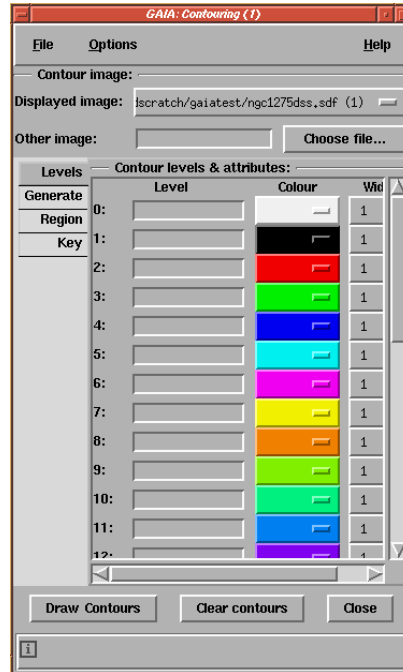 GAIA: Contouring (1)
File Options Help
Contour image:
Displayed image: dscratch/gaiatest/ngc1275dss.sdf (1)
Other image: Choose file...
Levels Contour levels & attributes:
Generate Level Colour Wid
Region
Key
0: 1
1: 1
2: 1
3: 1
4: 1
5: 1
6: 1
7: 1
8: 1
9: 1
10: 1
11: 1
12: 1
Draw Contours Clear contours Close
i